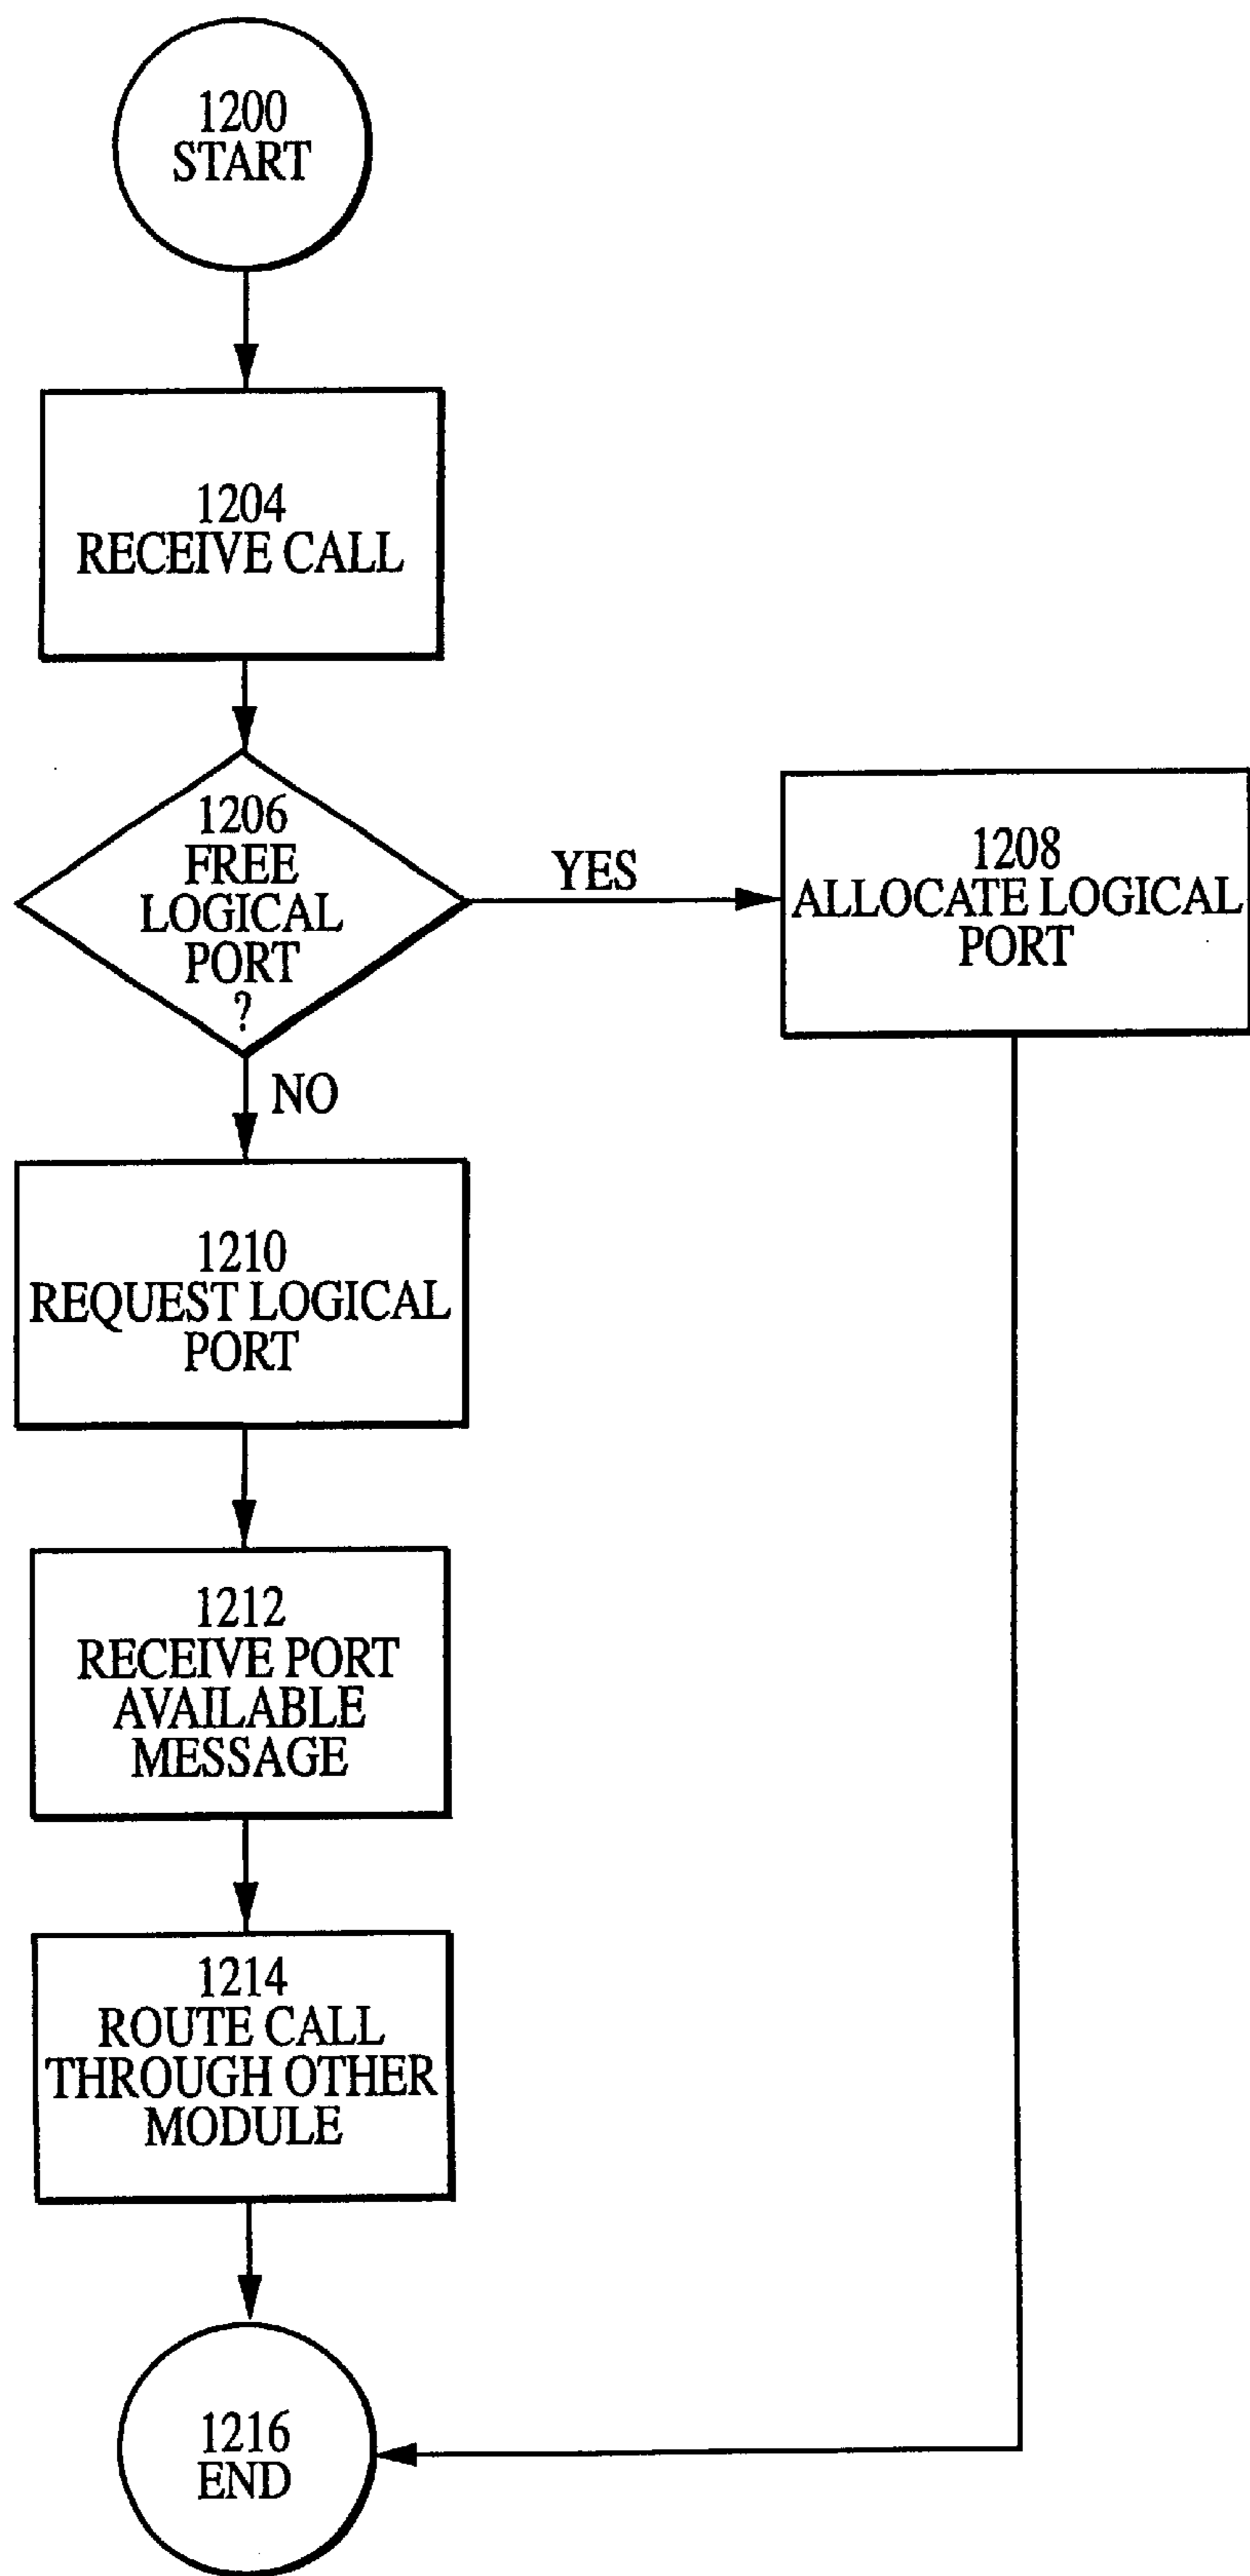 1200
START
1204
RECEIVE CALL
1206
FREE
LOGICAL
PORT
?
YES
1208
ALLOCATE LOGICAL
PORT
NO
1210
REQUEST LOGICAL
PORT
1212
RECEIVE PORT
AVAILABLE
MESSAGE
1214
ROUTE CALL
THROUGH OTHER
MODULE
1216
END